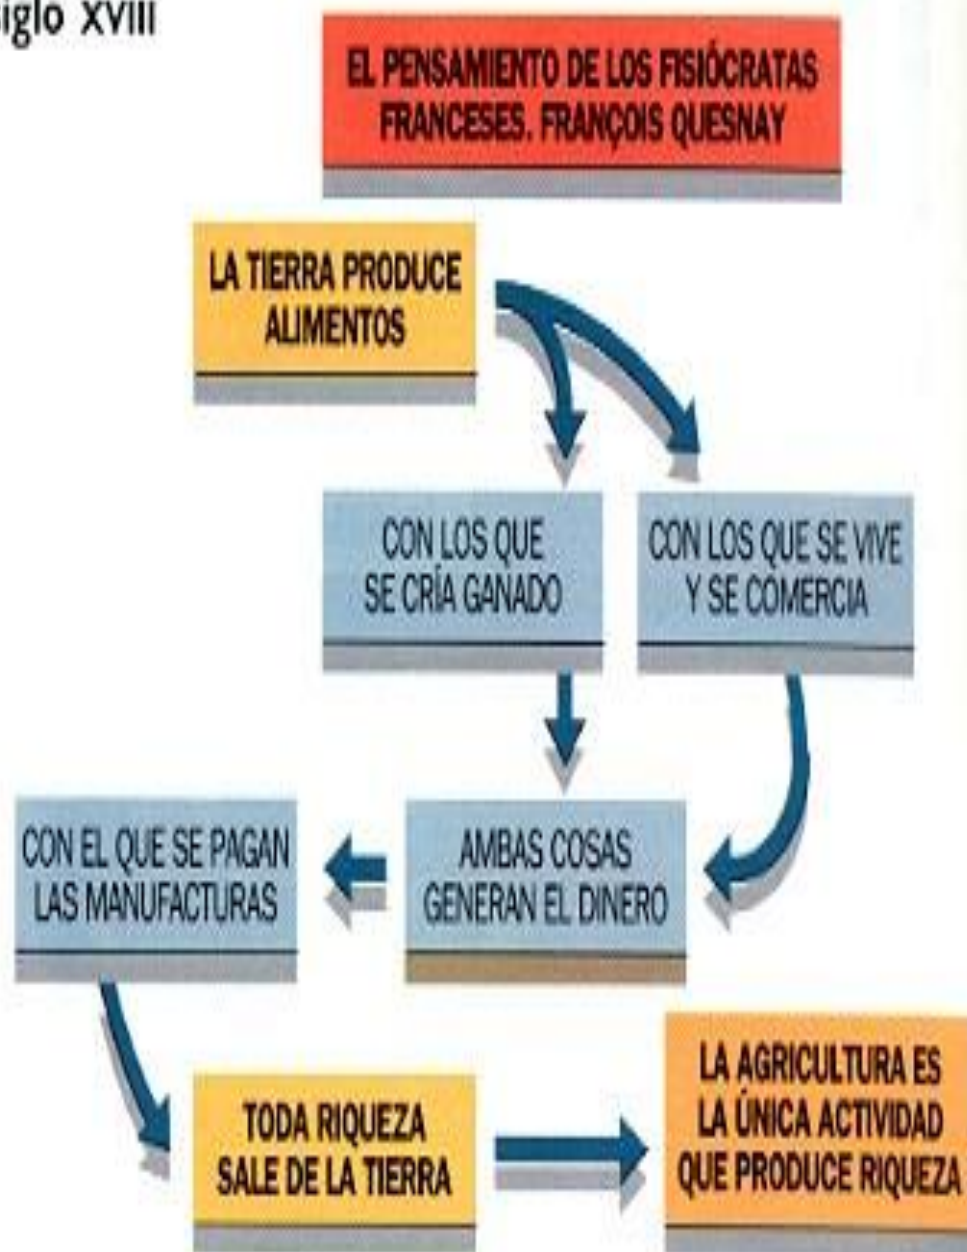 siglo XVIII
EL PENSAMIENTO DE LOS FISIÓCRATAS
FRANCESES. FRANÇOIS QUESNAY
LA TIERRA PRODUCE
ALIMENTOS
CON LOS QUE
SE CRÍA GANADO
CON LOS QUE SE VIVE
Y SE COMERCIA
CON EL QUE SE PAGAN
LAS MANUFACTURAS
AMBAS COSAS
GENERAN EL DINERO
TODA RIQUEZA
SALE DE LA TIERRA
LA AGRICULTURA ES
LA ÚNICA ACTIVIDAD
QUE PRODUCE RIQUEZA